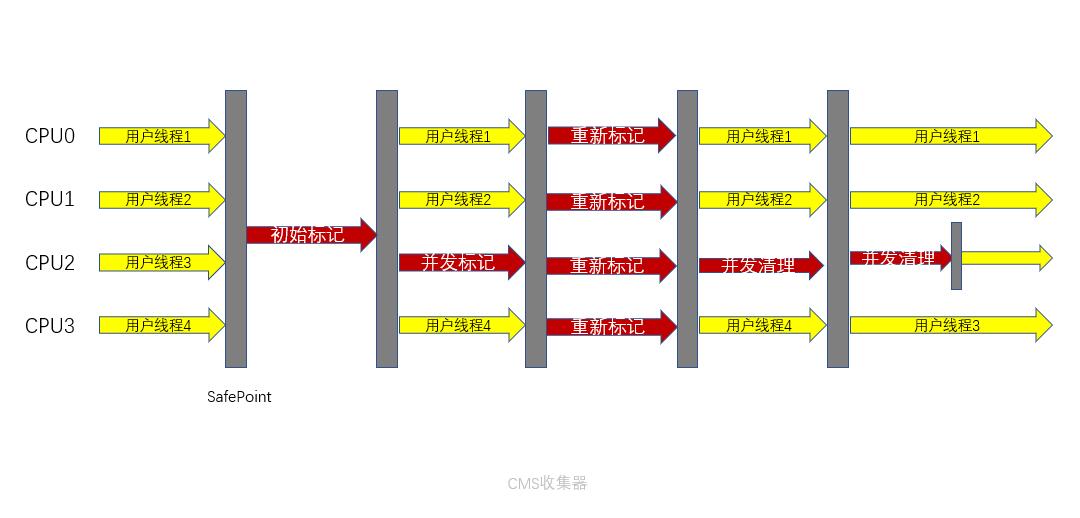 CPU0 用户线程1 用户线程1 重新标记 用户线程1 用户线程1
CPU1 用户线程2 用户线程2 重新标记 用户线程2 用户线程2
初始标记
CPU2 用户线程3 并发标记 重新标记 并发清理 并发清理
CPU3 用户线程4 用户线程4 重新标记 用户线程4 用户线程3
SafePoint
CMS收集器